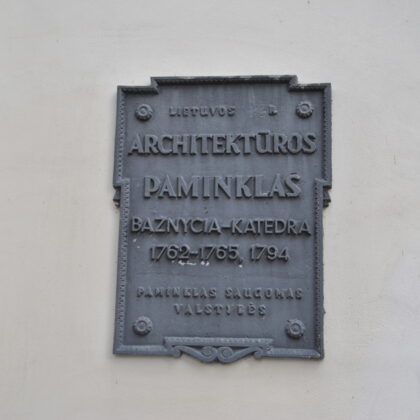 LIETUVOS
ARCHITEKTŪROS
PAMINKLAS
BAŽNYČIA-KATEDRA
1762-1765, 1794
PAMINKLAS SAUGOMAS
VALSTYBĖS